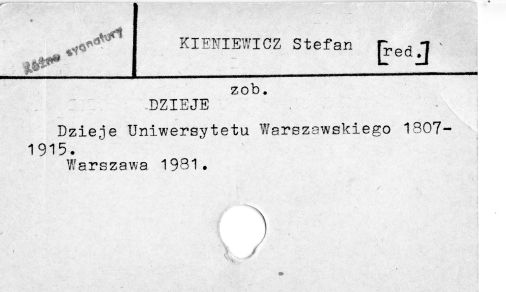 Różne sygnatury
KIENIEWICZ Stefan [red.]
zob.
DZIEJE
Dzieje Uniwersytetu Warszawskiego 1807-
1915.
Warszawa 1981.